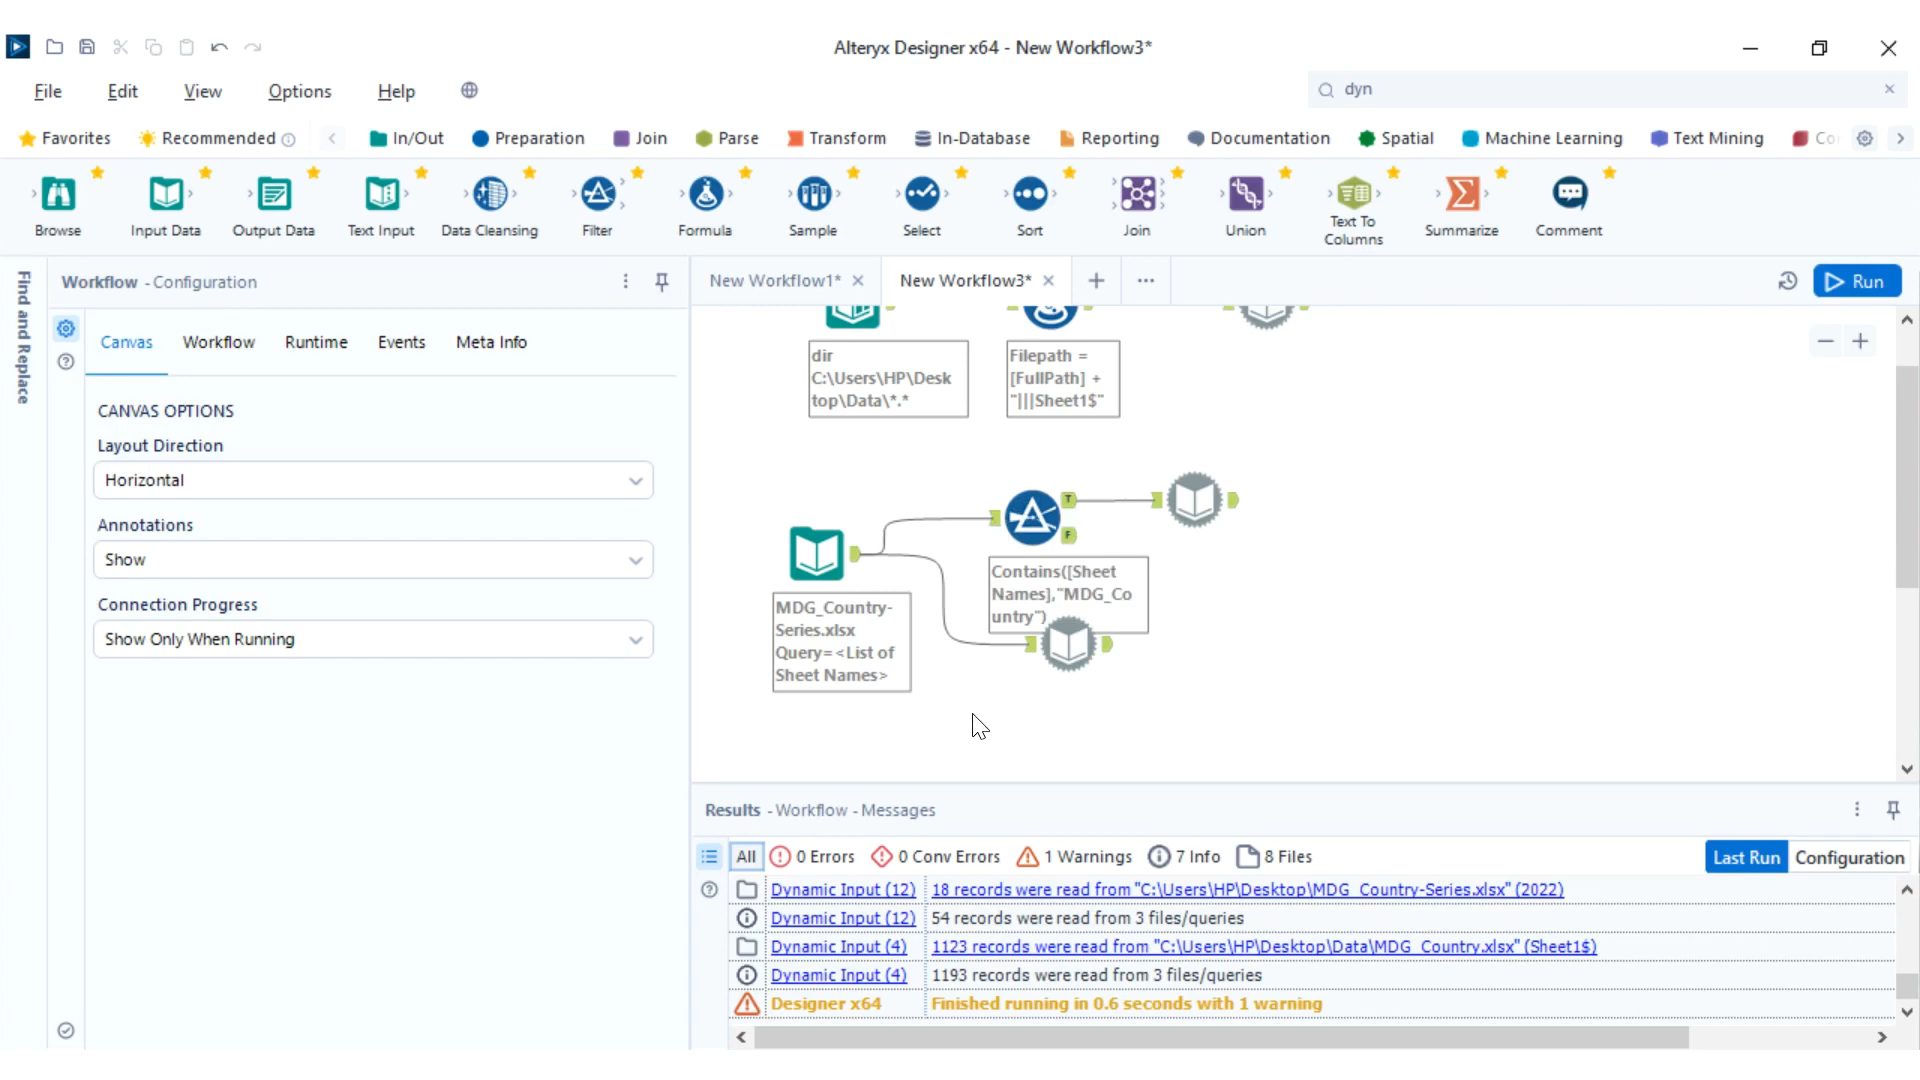 Alteryx Designer x64 - New Workflow3*
File Edit View Options Help
dyn
Favorites Recommended In/Out Preparation Join Parse Transform In-Database Reporting Documentation Spatial Machine Learning Text Mining Co
Browse Input Data Output Data Text Input Data Cleansing Filter Formula Sample Select Sort Join Union Text To Columns Summarize Comment
Find and Replace
Workflow - Configuration
Canvas Workflow Runtime Events Meta Info
CANVAS OPTIONS
Layout Direction
Horizontal
Annotations
Show
Connection Progress
Show Only When Running
New Workflow1* New Workflow3*
Run
dir
C:\Users\HP\Desk
top\Data\*.*
Filepath =
[FullPath] +
"|||Sheet1$"
T
F
Contains([Sheet
Names],"MDG_Co
untry")
MDG_Country-
Series.xlsx
Query=<List of
Sheet Names>
Results - Workflow - Messages
All 0 Errors 0 Conv Errors 1 Warnings 7 Info 8 Files Last Run Configuration
Dynamic Input (12) 18 records were read from "C:\Users\HP\Desktop\MDG_Country-Series.xlsx" (2022)
Dynamic Input (12) 54 records were read from 3 files/queries
Dynamic Input (4) 1123 records were read from "C:\Users\HP\Desktop\Data\MDG_Country.xlsx" (Sheet1$)
Dynamic Input (4) 1193 records were read from 3 files/queries
Designer x64 Finished running in 0.6 seconds with 1 warning